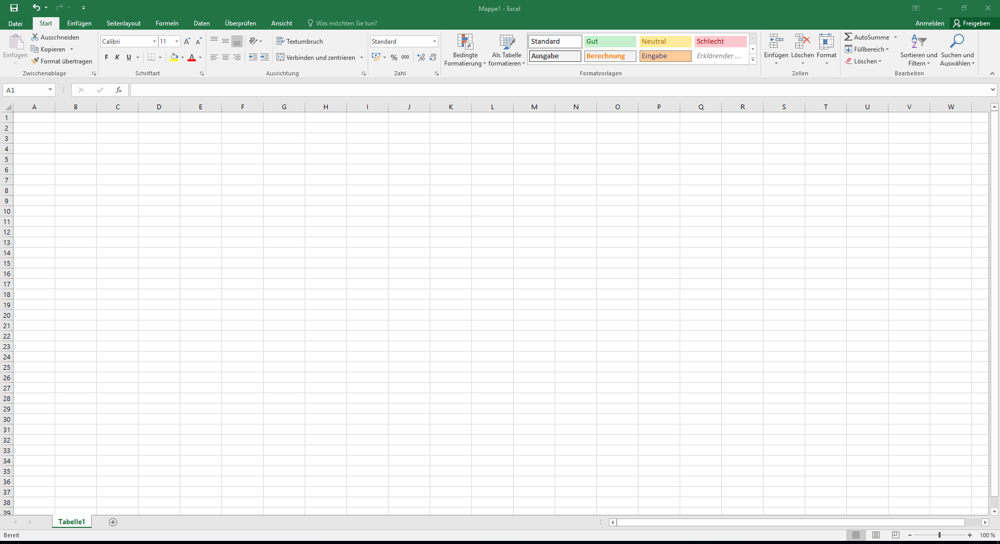 Mappe1 - Excel
Datei Start Einfügen Seitenlayout Formeln Daten Überprüfen Ansicht Was möchten Sie tun? Anmelden Freigeben
Einfügen
Ausschneiden
Kopieren
Format übertragen
Zwischenablage
Calibri 11
F K U
Schriftart
Textumbruch
Verbinden und zentrieren
Ausrichtung
Standard
% 000
Zahl
Bedingte
Formatierung
Als Tabelle
formatieren
Standard Gut Neutral Schlecht
Ausgabe Berechnung Eingabe Erklärender ...
Formatvorlagen
Einfügen Löschen Format
Zellen
AutoSumme
Füllbereich
Löschen
Sortieren und
Filtern
Suchen und
Auswählen
Bearbeiten
A1 fx
A B C D E F G H I J K L M N O P Q R S T U V W
1
2
3
4
5
6
7
8
9
10
11
12
13
14
15
16
17
18
19
20
21
22
23
24
25
26
27
28
29
30
31
32
33
34
35
36
37
38
39
Tabelle1
Bereit 100 %